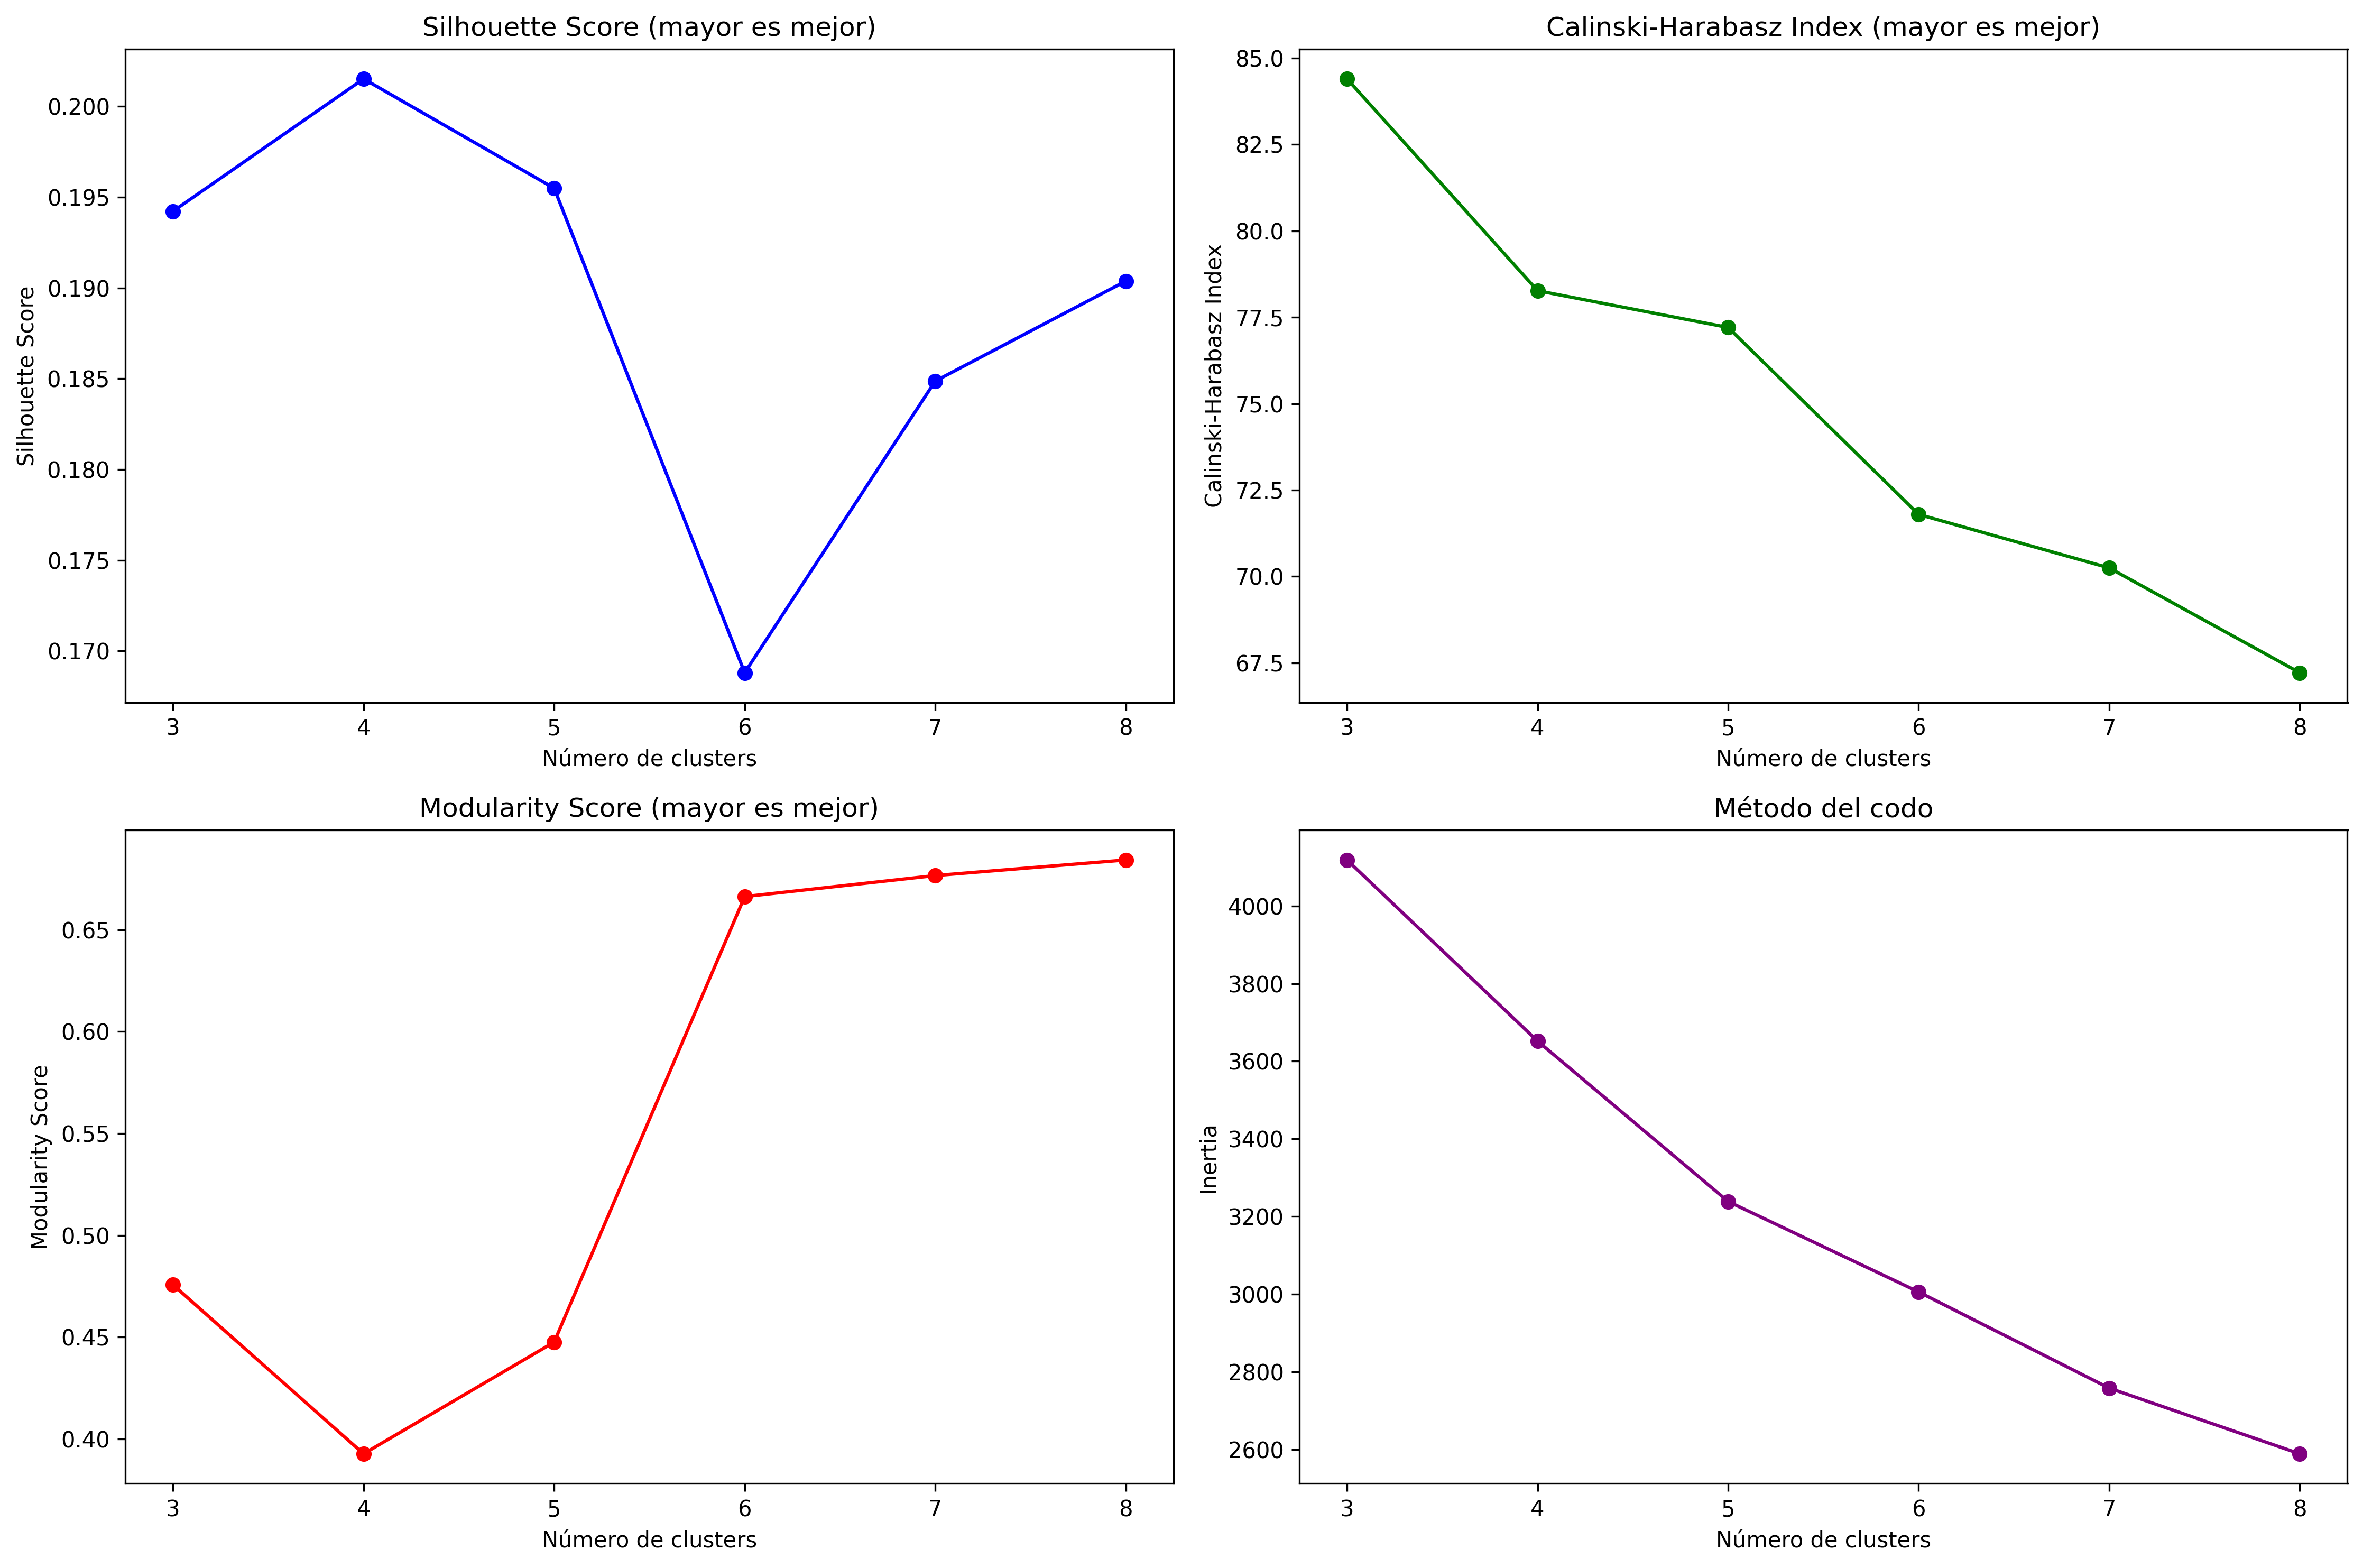 Silhouette Score (mayor es mejor)
0.200
0.195
0.190
0.185
0.180
0.175
0.170
Silhouette Score
3 4 5 6 7 8
Número de clusters
Calinski-Harabasz Index (mayor es mejor)
85.0
82.5
80.0
77.5
75.0
72.5
70.0
67.5
Calinski-Harabasz Index
3 4 5 6 7 8
Número de clusters
Modularity Score (mayor es mejor)
0.65
0.60
0.55
0.50
0.45
0.40
Modularity Score
3 4 5 6 7 8
Número de clusters
Método del codo
4000
3800
3600
3400
3200
3000
2800
2600
Inertia
3 4 5 6 7 8
Número de clusters